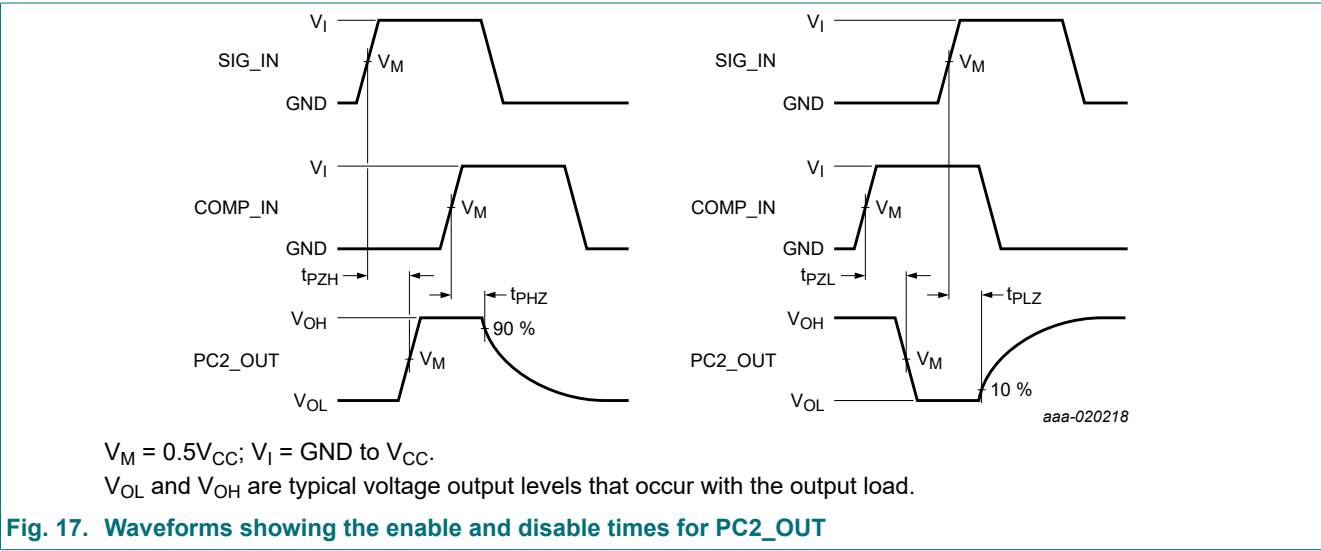 V_I
SIG_IN
V_M
GND
V_I
COMP_IN
V_M
GND
t_PZH
t_PHZ
V_OH
90 %
PC2_OUT
V_M
V_OL
V_I
SIG_IN
V_M
GND
V_I
COMP_IN
V_M
GND
t_PZL
t_PLZ
V_OH
PC2_OUT
V_M
10 %
V_OL
aaa-020218
V_M = 0.5V_CC; V_I = GND to V_CC.
V_OL and V_OH are typical voltage output levels that occur with the output load.
Fig. 17. Waveforms showing the enable and disable times for PC2_OUT